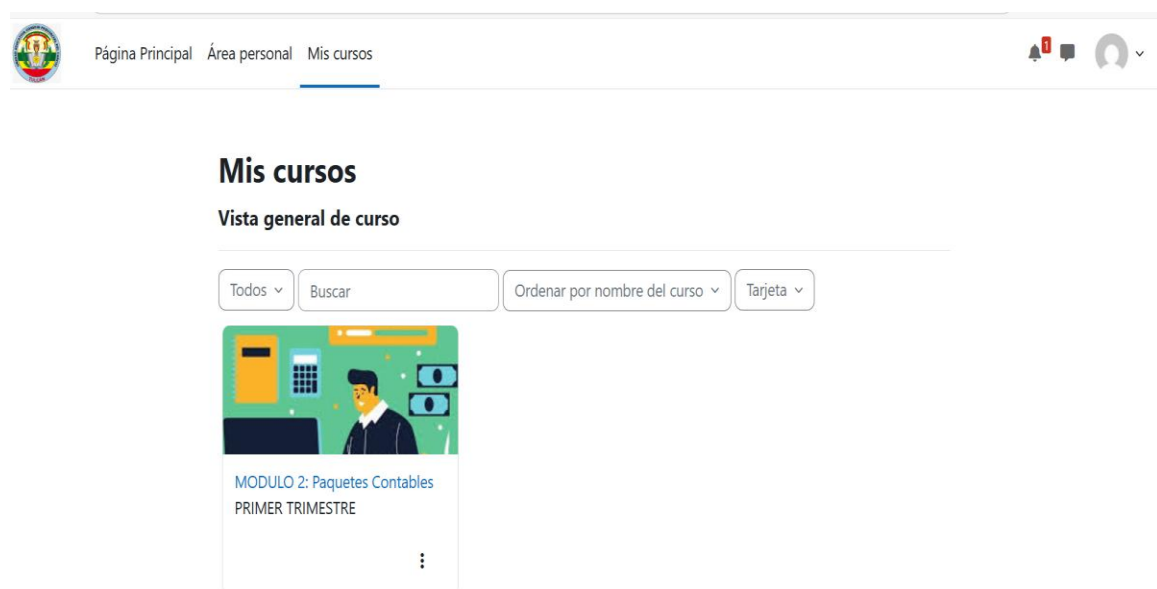 Página Principal Área personal Mis cursos
1
Mis cursos
Vista general de curso
Todos Buscar Ordenar por nombre del curso Tarjeta
MODULO 2: Paquetes Contables
PRIMER TRIMESTRE